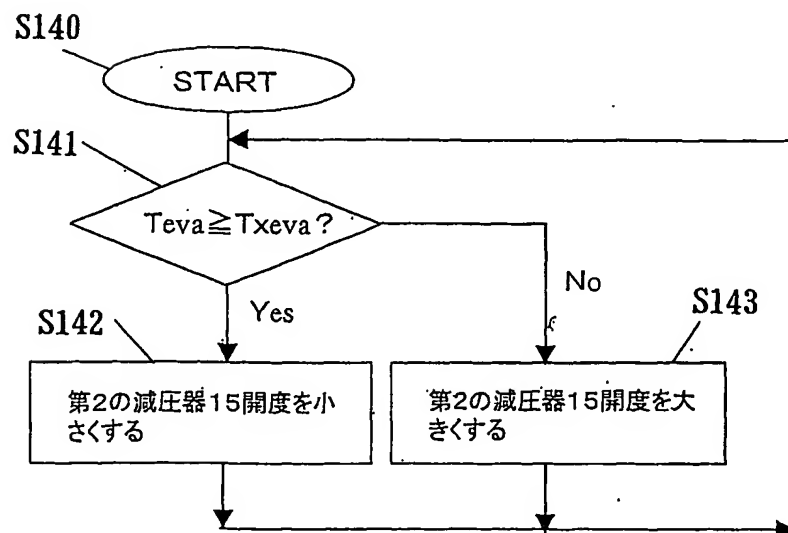 S140
START
S141
Teva≧Txeva？
Yes
No
S142
S143
第2の減圧器15開度を小
さくする
第2の減圧器15開度を大
きくする